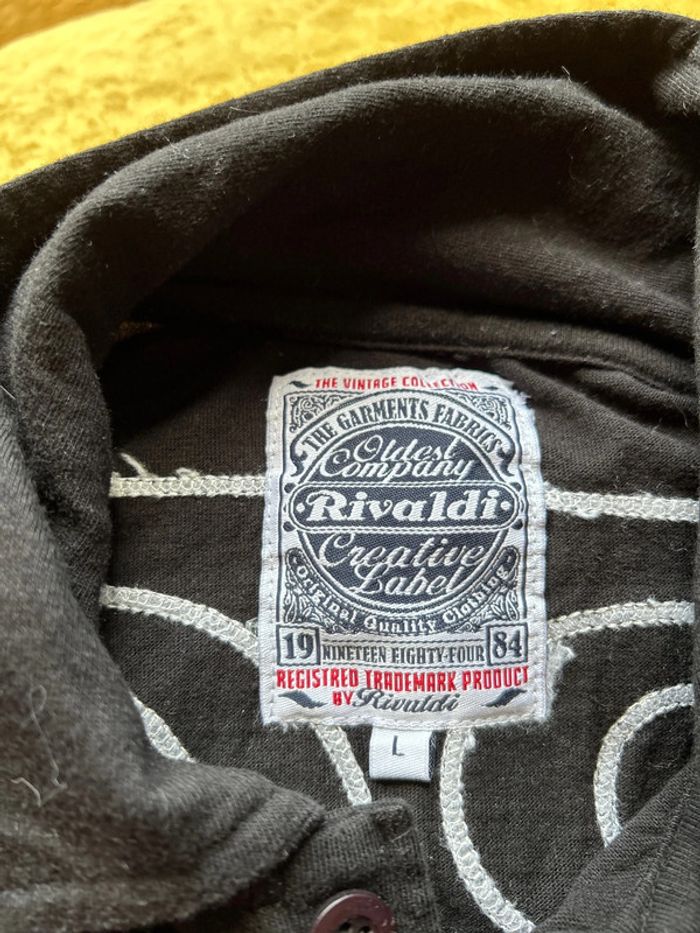 THE VINTAGE COLLECTION
THE GARMENTS FABRICS
Oldest
Company
Rivaldi
Creative
Label
Original Quality Clothing
19 NINETEEN EIGHTY-FOUR 84
REGISTRED TRADEMARK PRODUCT
BY Rivaldi
L